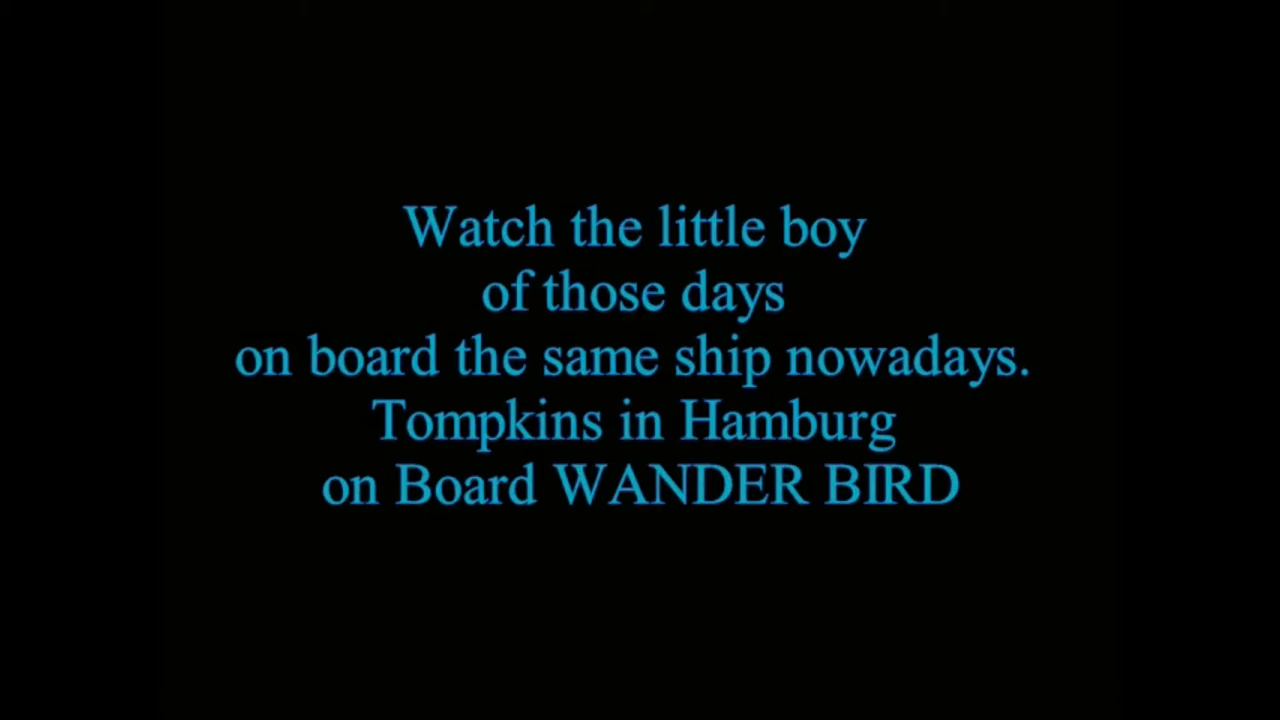 Watch the little boy
of those days
on board the same ship nowadays.
Tompkins in Hamburg
on Board WANDER BIRD